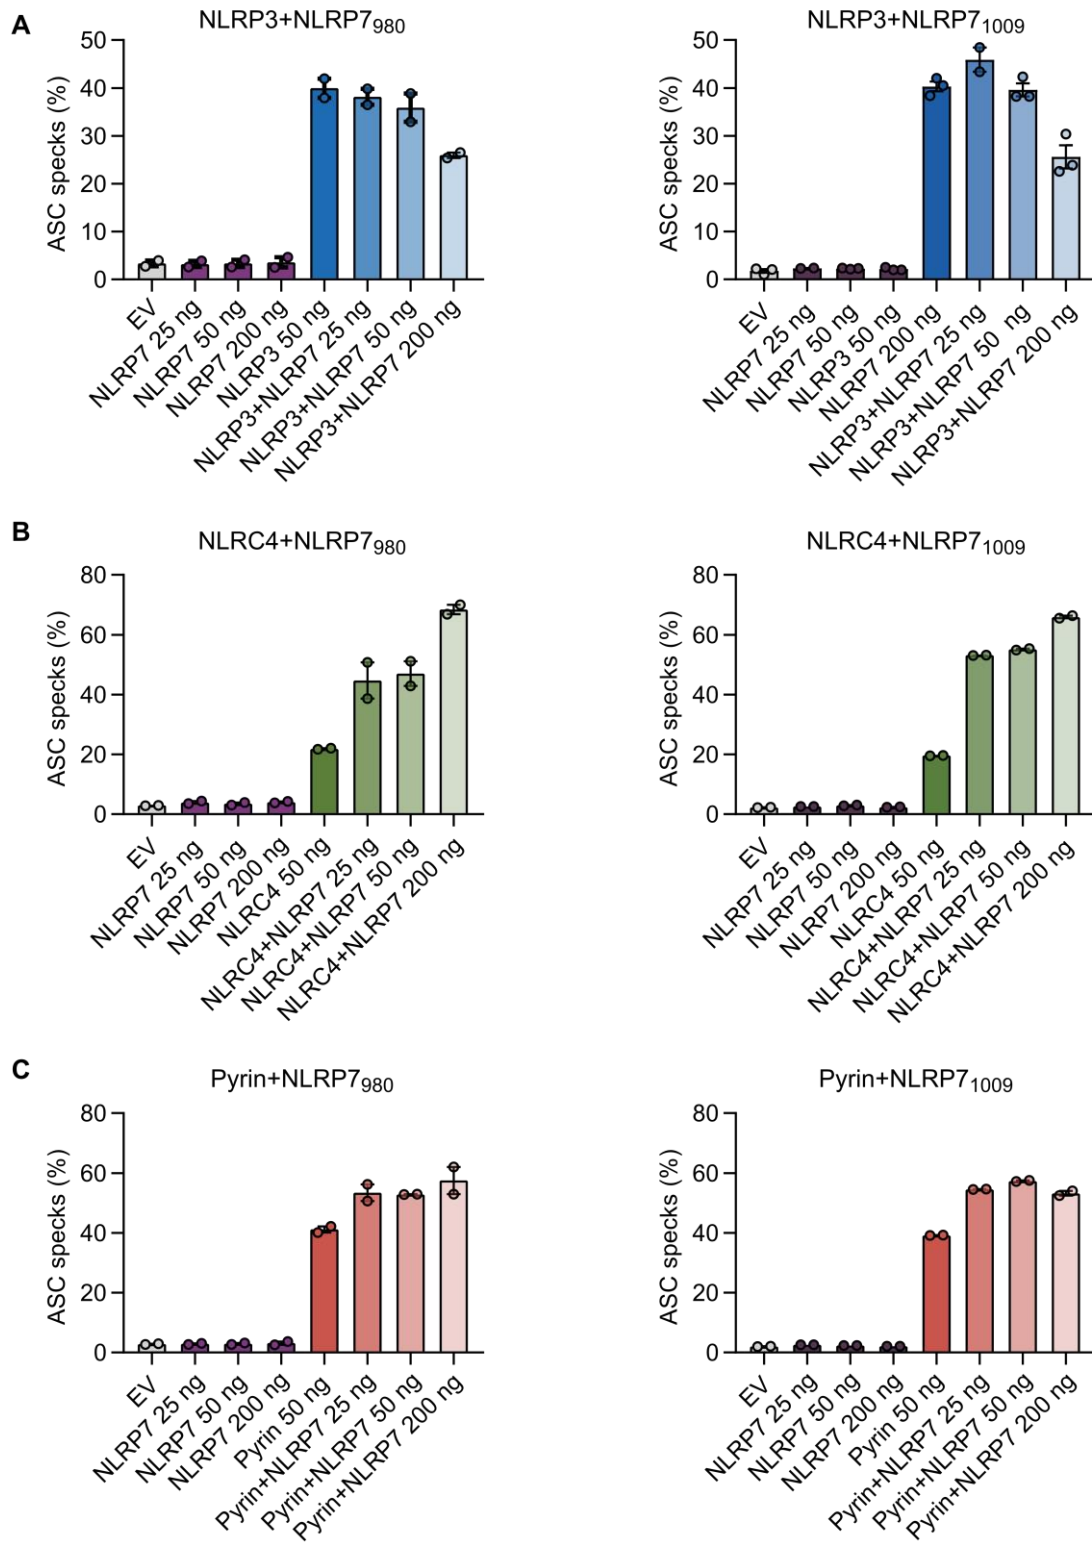 A
NLRP3+NLRP7980
ASC specks (%)
50
40
30
20
10
0
EV
NLRP7 25 ng
NLRP7 50 ng
NLRP7 200 ng
NLRP3 50 ng
NLRP3+NLRP7 25 ng
NLRP3+NLRP7 50 ng
NLRP3+NLRP7 200 ng
NLRP3+NLRP71009
ASC specks (%)
50
40
30
20
10
0
EV
NLRP7 25 ng
NLRP7 50 ng
NLRP3 50 ng
NLRP7 200 ng
NLRP3+NLRP7 25 ng
NLRP3+NLRP7 50 ng
NLRP3+NLRP7 200 ng
B
NLRC4+NLRP7980
ASC specks (%)
80
60
40
20
0
EV
NLRP7 25 ng
NLRP7 50 ng
NLRP7 200 ng
NLRC4 50 ng
NLRC4+NLRP7 25 ng
NLRC4+NLRP7 50 ng
NLRC4+NLRP7 200 ng
NLRC4+NLRP71009
ASC specks (%)
80
60
40
20
0
EV
NLRP7 25 ng
NLRP7 50 ng
NLRP7 200 ng
NLRC4 50 ng
NLRC4+NLRP7 25 ng
NLRC4+NLRP7 50 ng
NLRC4+NLRP7 200 ng
C
Pyrin+NLRP7980
ASC specks (%)
80
60
40
20
0
EV
NLRP7 25 ng
NLRP7 50 ng
NLRP7 200 ng
Pyrin 50 ng
Pyrin+NLRP7 25 ng
Pyrin+NLRP7 50 ng
Pyrin+NLRP7 200 ng
Pyrin+NLRP71009
ASC specks (%)
80
60
40
20
0
EV
NLRP7 25 ng
NLRP7 50 ng
NLRP7 200 ng
Pyrin 50 ng
Pyrin+NLRP7 25 ng
Pyrin+NLRP7 50 ng
Pyrin+NLRP7 200 ng